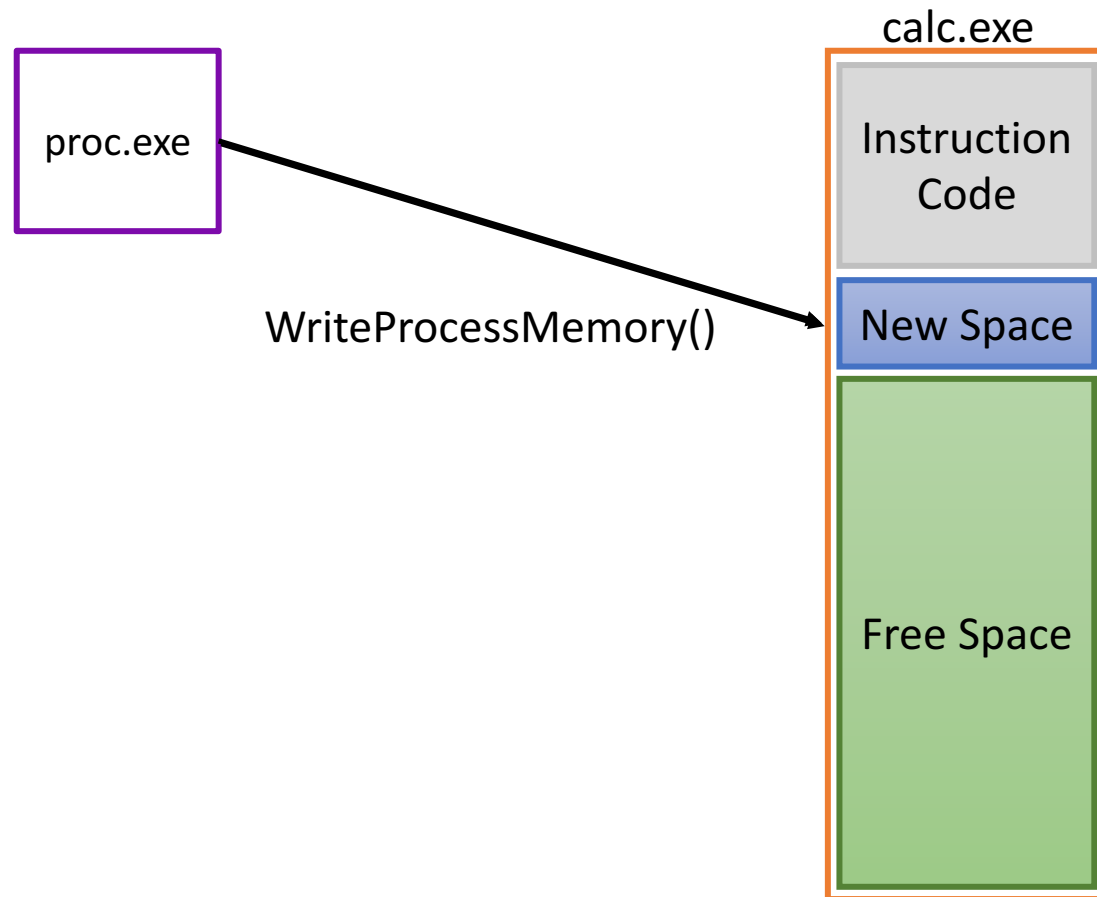 calc.exe
proc.exe
Instruction
Code
WriteProcessMemory()
New Space
Free Space